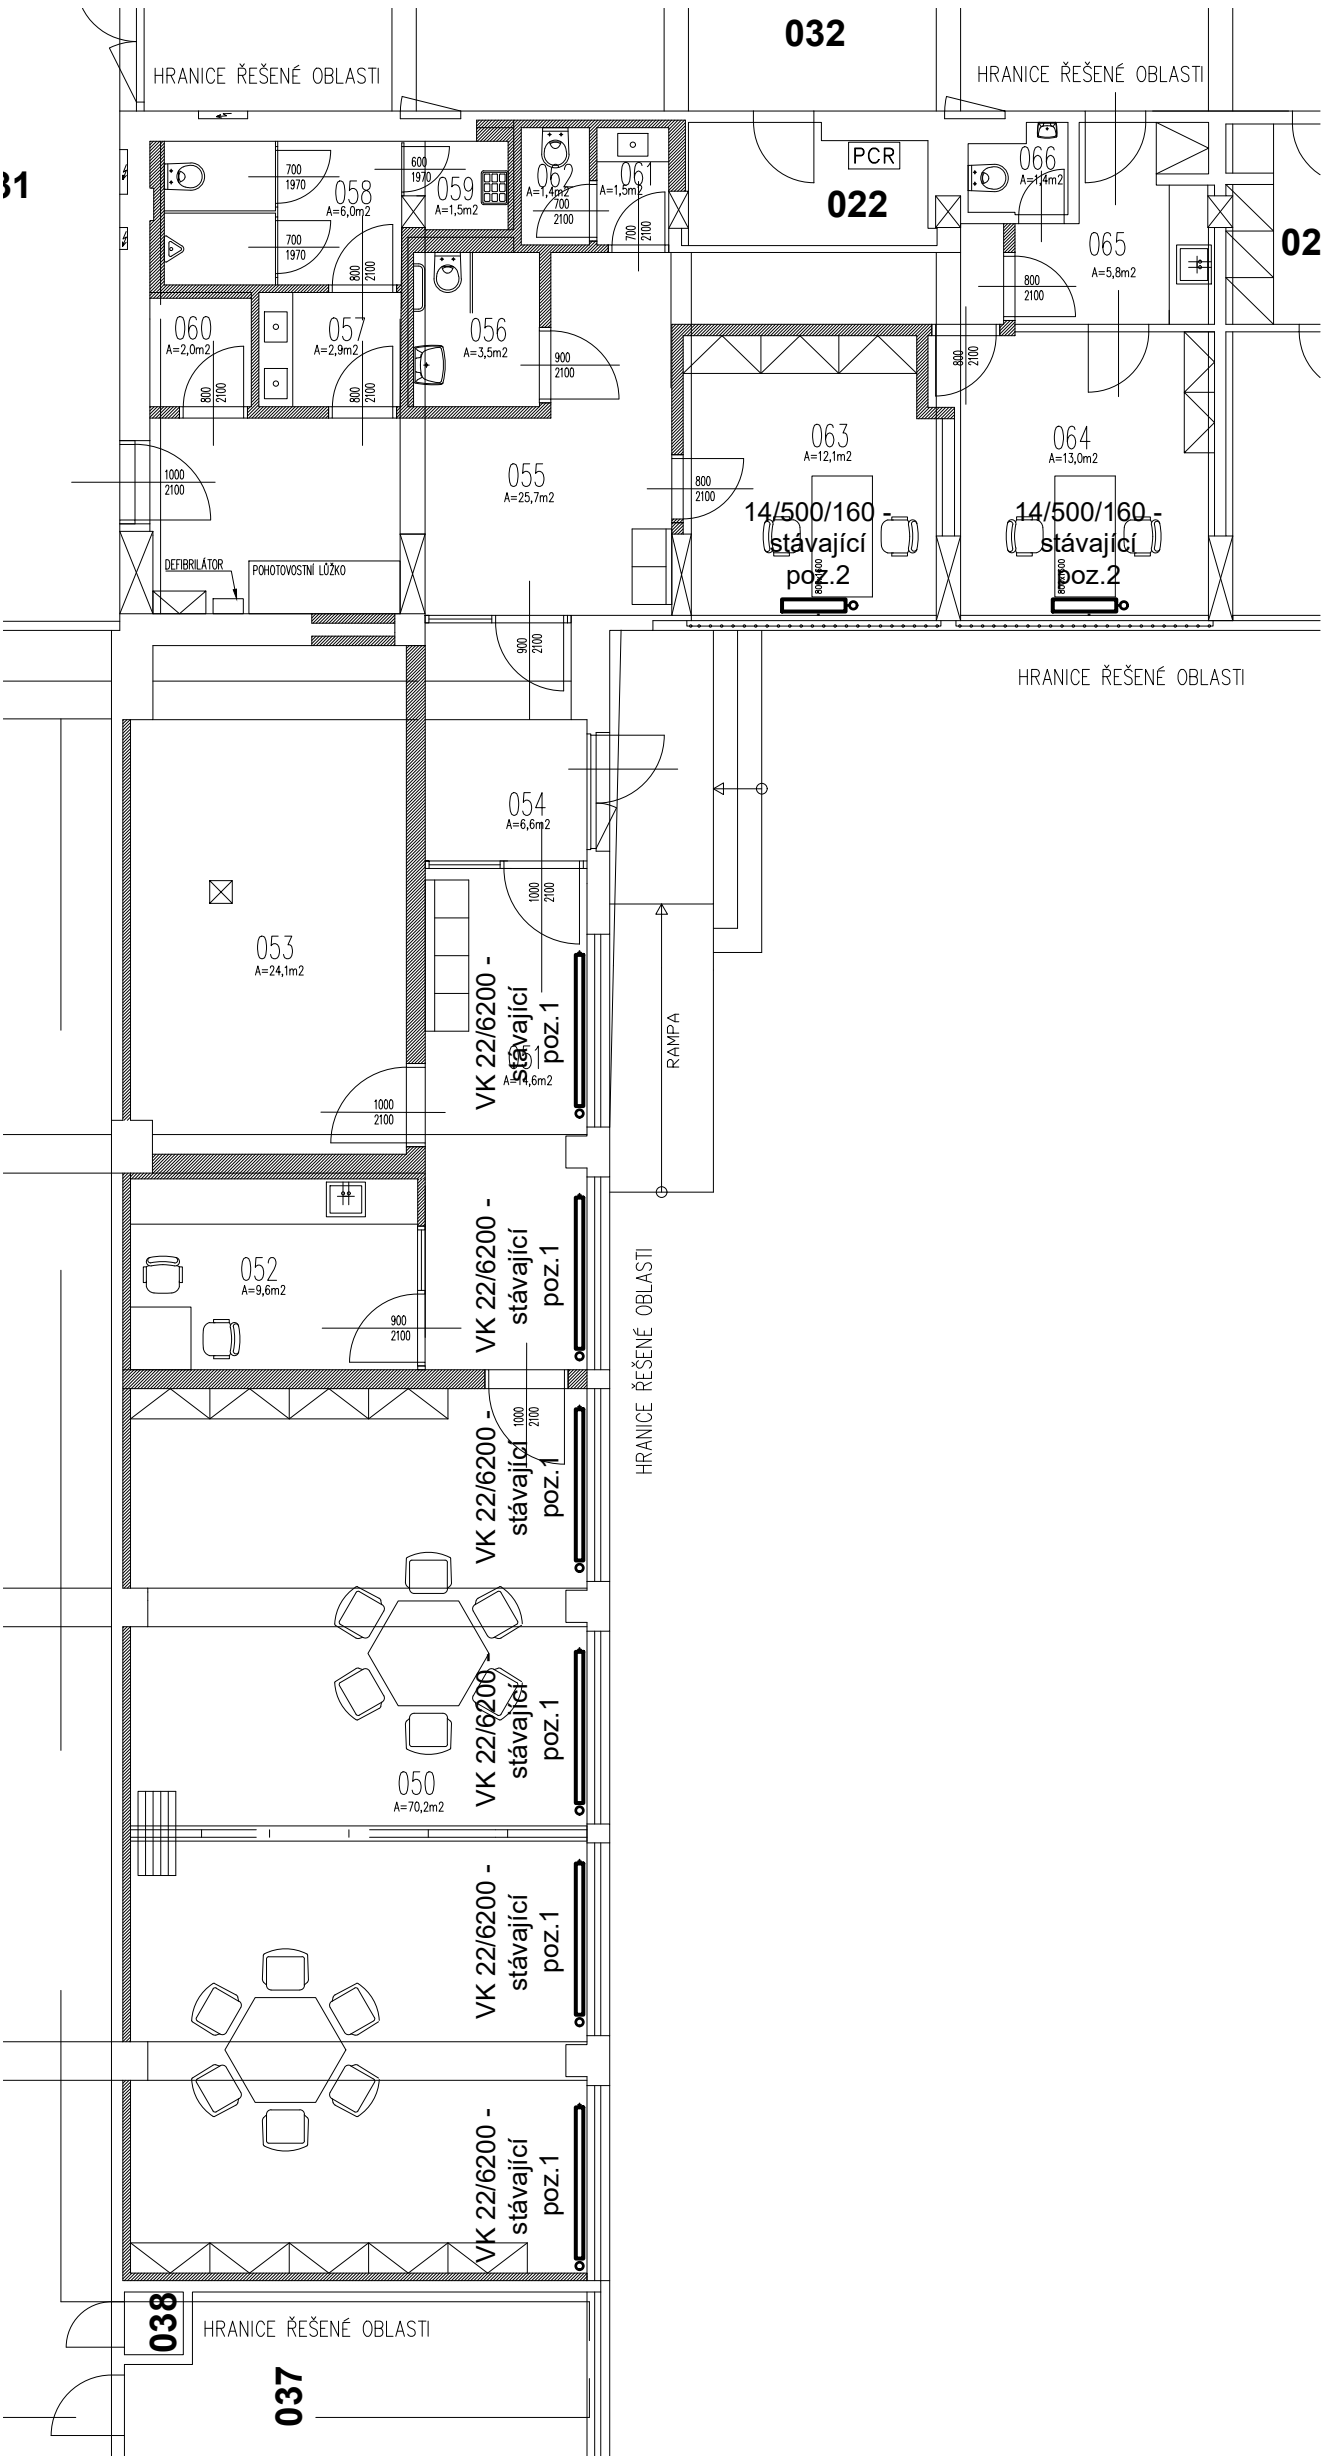 032
HRANICE ŘEŠENÉ OBLASTI
HRANICE ŘEŠENÉ OBLASTI
31
700
1970
058
A=6,0m2
600
1970
059
A=1,5m2
062
A=1,4m2
700
2100
061
A=1,5m2
PCR
022
066
A=1,4m2
065
A=5,8m2
02
700
1970
800
2100
700
2100
800
2100
060
A=2,0m2
057
A=2,9m2
056
A=3,5m2
900
2100
800
2100
800
2100
800
2100
1000
2100
055
A=25,7m2
800
2100
063
A=12,1m2
064
A=13,0m2
14/500/160 -
stávající
poz.2
14/500/160 -
stávající
poz.2
DEFIBRILÁTOR
POHOTOVOSTNÍ LŮŽKO
900
2100
HRANICE ŘEŠENÉ OBLASTI
054
A=6,6m2
1000
2100
053
A=24,1m2
VK 22/6200 -
stávající
poz.1
051
A=14,6m2
RAMPA
1000
2100
052
A=9,6m2
VK 22/6200 -
stávající
poz.1
900
2100
HRANICE ŘEŠENÉ OBLASTI
1000
2100
VK 22/6200 -
stávající
poz.1
VK 22/6200 -
stávající
poz.1
050
A=70,2m2
VK 22/6200 -
stávající
poz.1
VK 22/6200 -
stávající
poz.1
038
HRANICE ŘEŠENÉ OBLASTI
037